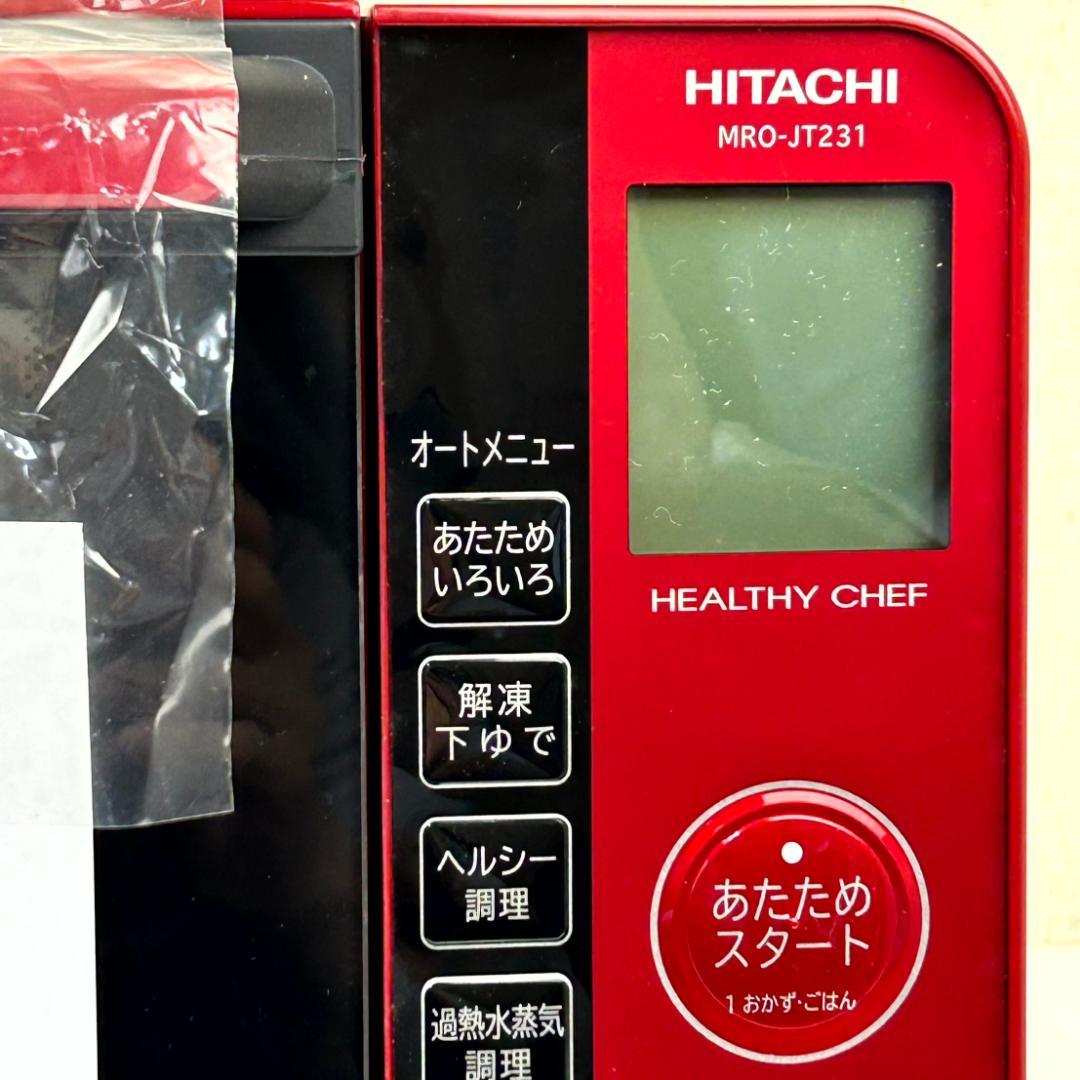 HITACHI
MRO-JT231
オートメニュー
あたため
いろいろ
解凍
下ゆで
ヘルシー
調理
過熱水蒸気
調理
HEALTHY CHEF
あたため
スタート
1 おかず·ごはん